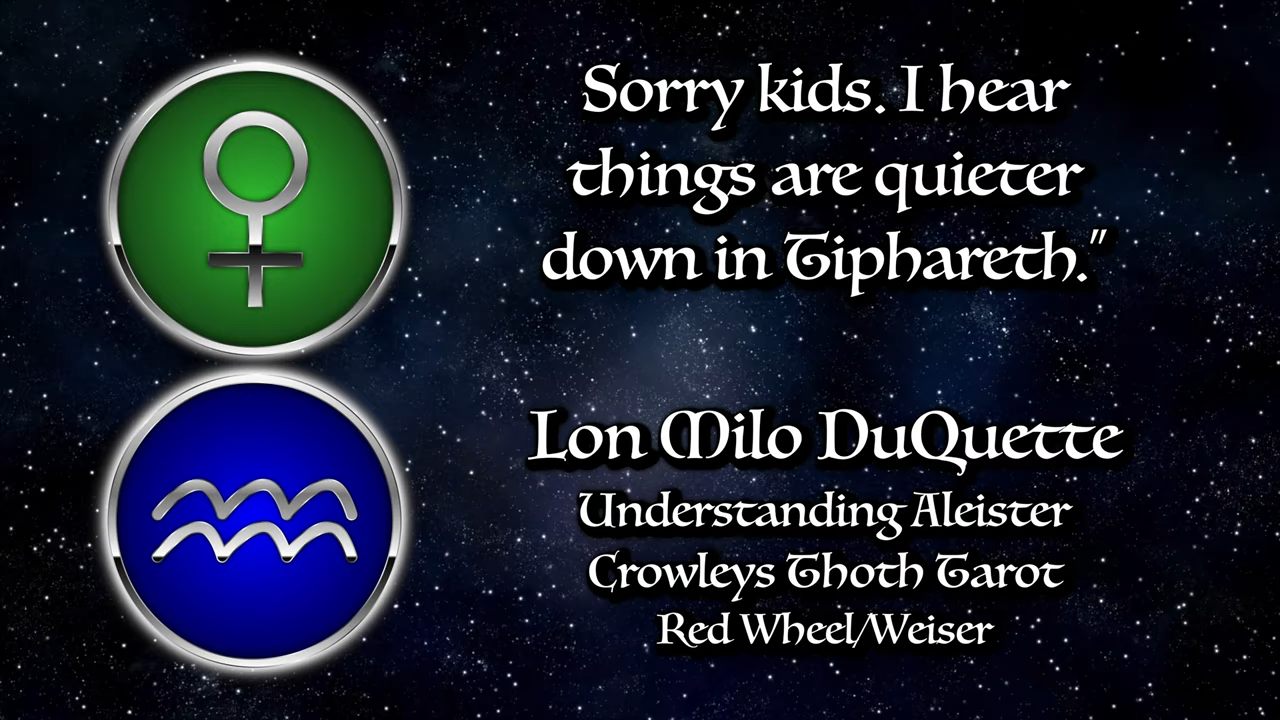 Sorry kids. I hear
things are quieter
down in Tiphareth."
Lon Milo DuQuette
Understanding Aleister
Crowleys Thoth Tarot
Red Wheel/Weiser